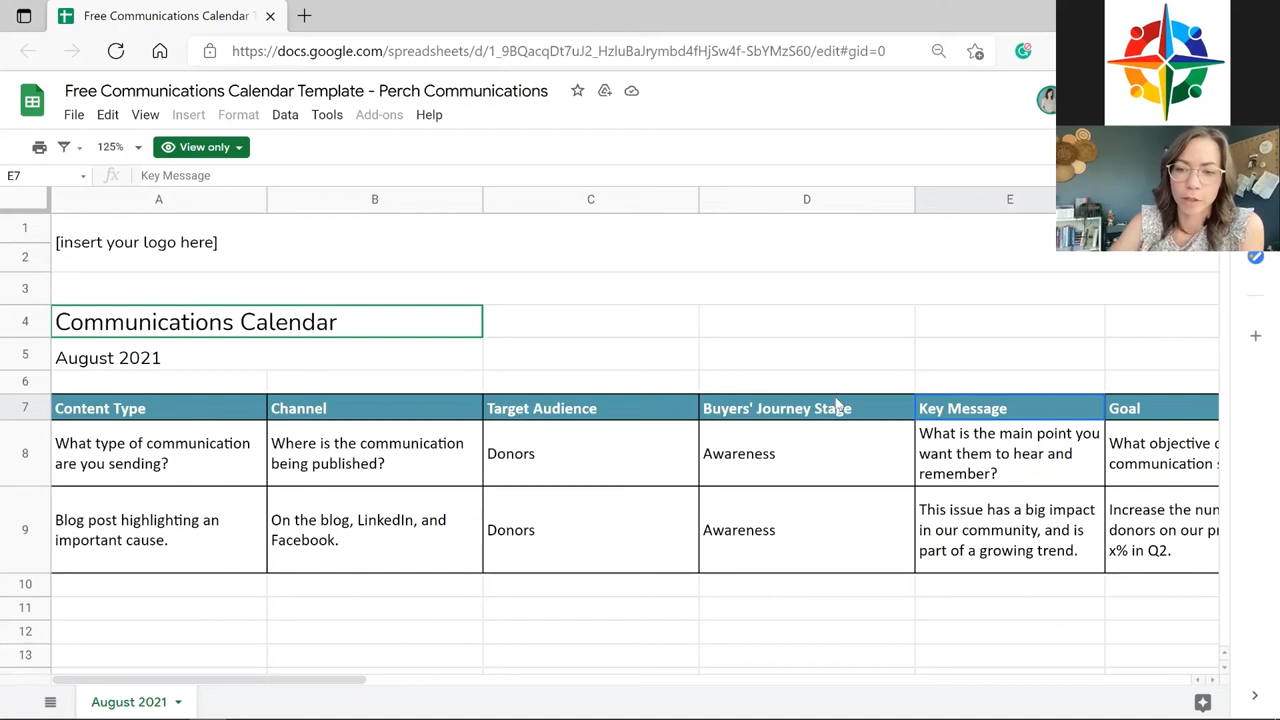 Free Communications Calendar T
https://docs.google.com/spreadsheets/d/1_9BQacqDt7uJ2_HzluBaJrymbd4fHjSw4f-SbYMzS60/edit#gid=0
Free Communications Calendar Template - Perch Communications
File Edit View Insert Format Data Tools Add-ons Help
125% View only
E7 fx Key Message
A B C D E
1
[insert your logo here]
2
3
4 Communications Calendar
5 August 2021
6
7 Content Type Channel Target Audience Buyers' Journey Stage Key Message Goal
What type of communication
are you sending?
Where is the communication
being published?
8 Donors Awareness
What is the main point you
want them to hear and
remember?
What objective
communication
Blog post highlighting an
important cause.
On the blog, LinkedIn, and
Facebook.
9 Donors Awareness
This issue has a big impact
in our community, and is
part of a growing trend.
Increase the
donors on our
x% in Q2.
10
11
12
13
August 2021